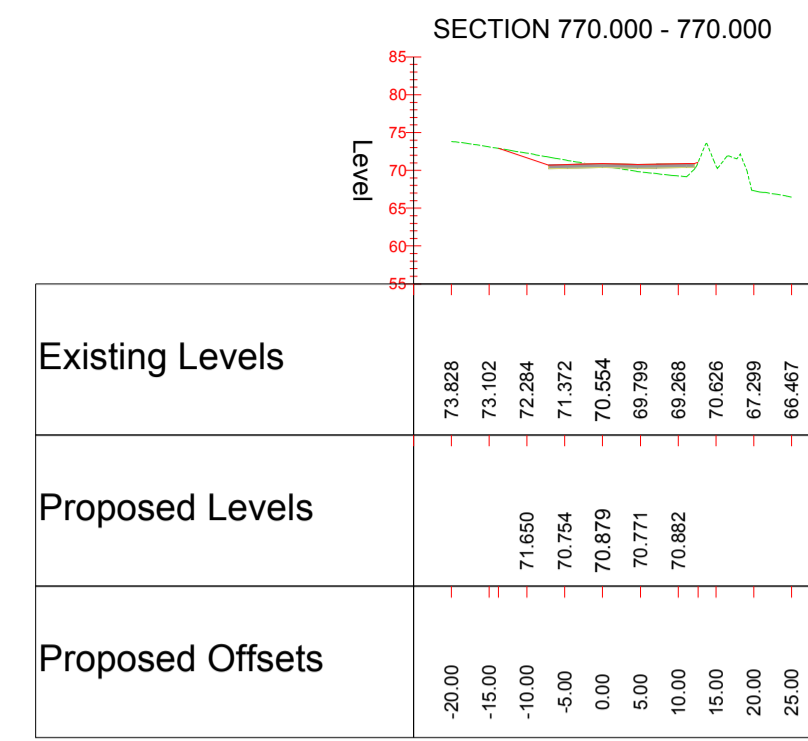 SECTION 770.000 - 770.000
85
80
75
70
65
60
55
Level
Existing Levels
73.828 73.102 72.284 71.372 70.554 69.799 69.268 70.626 67.299 66.467
Proposed Levels
71.650 70.754 70.879 70.771 70.882
Proposed Offsets
-20.00 -15.00 -10.00 -5.00 0.00 5.00 10.00 15.00 20.00 25.00